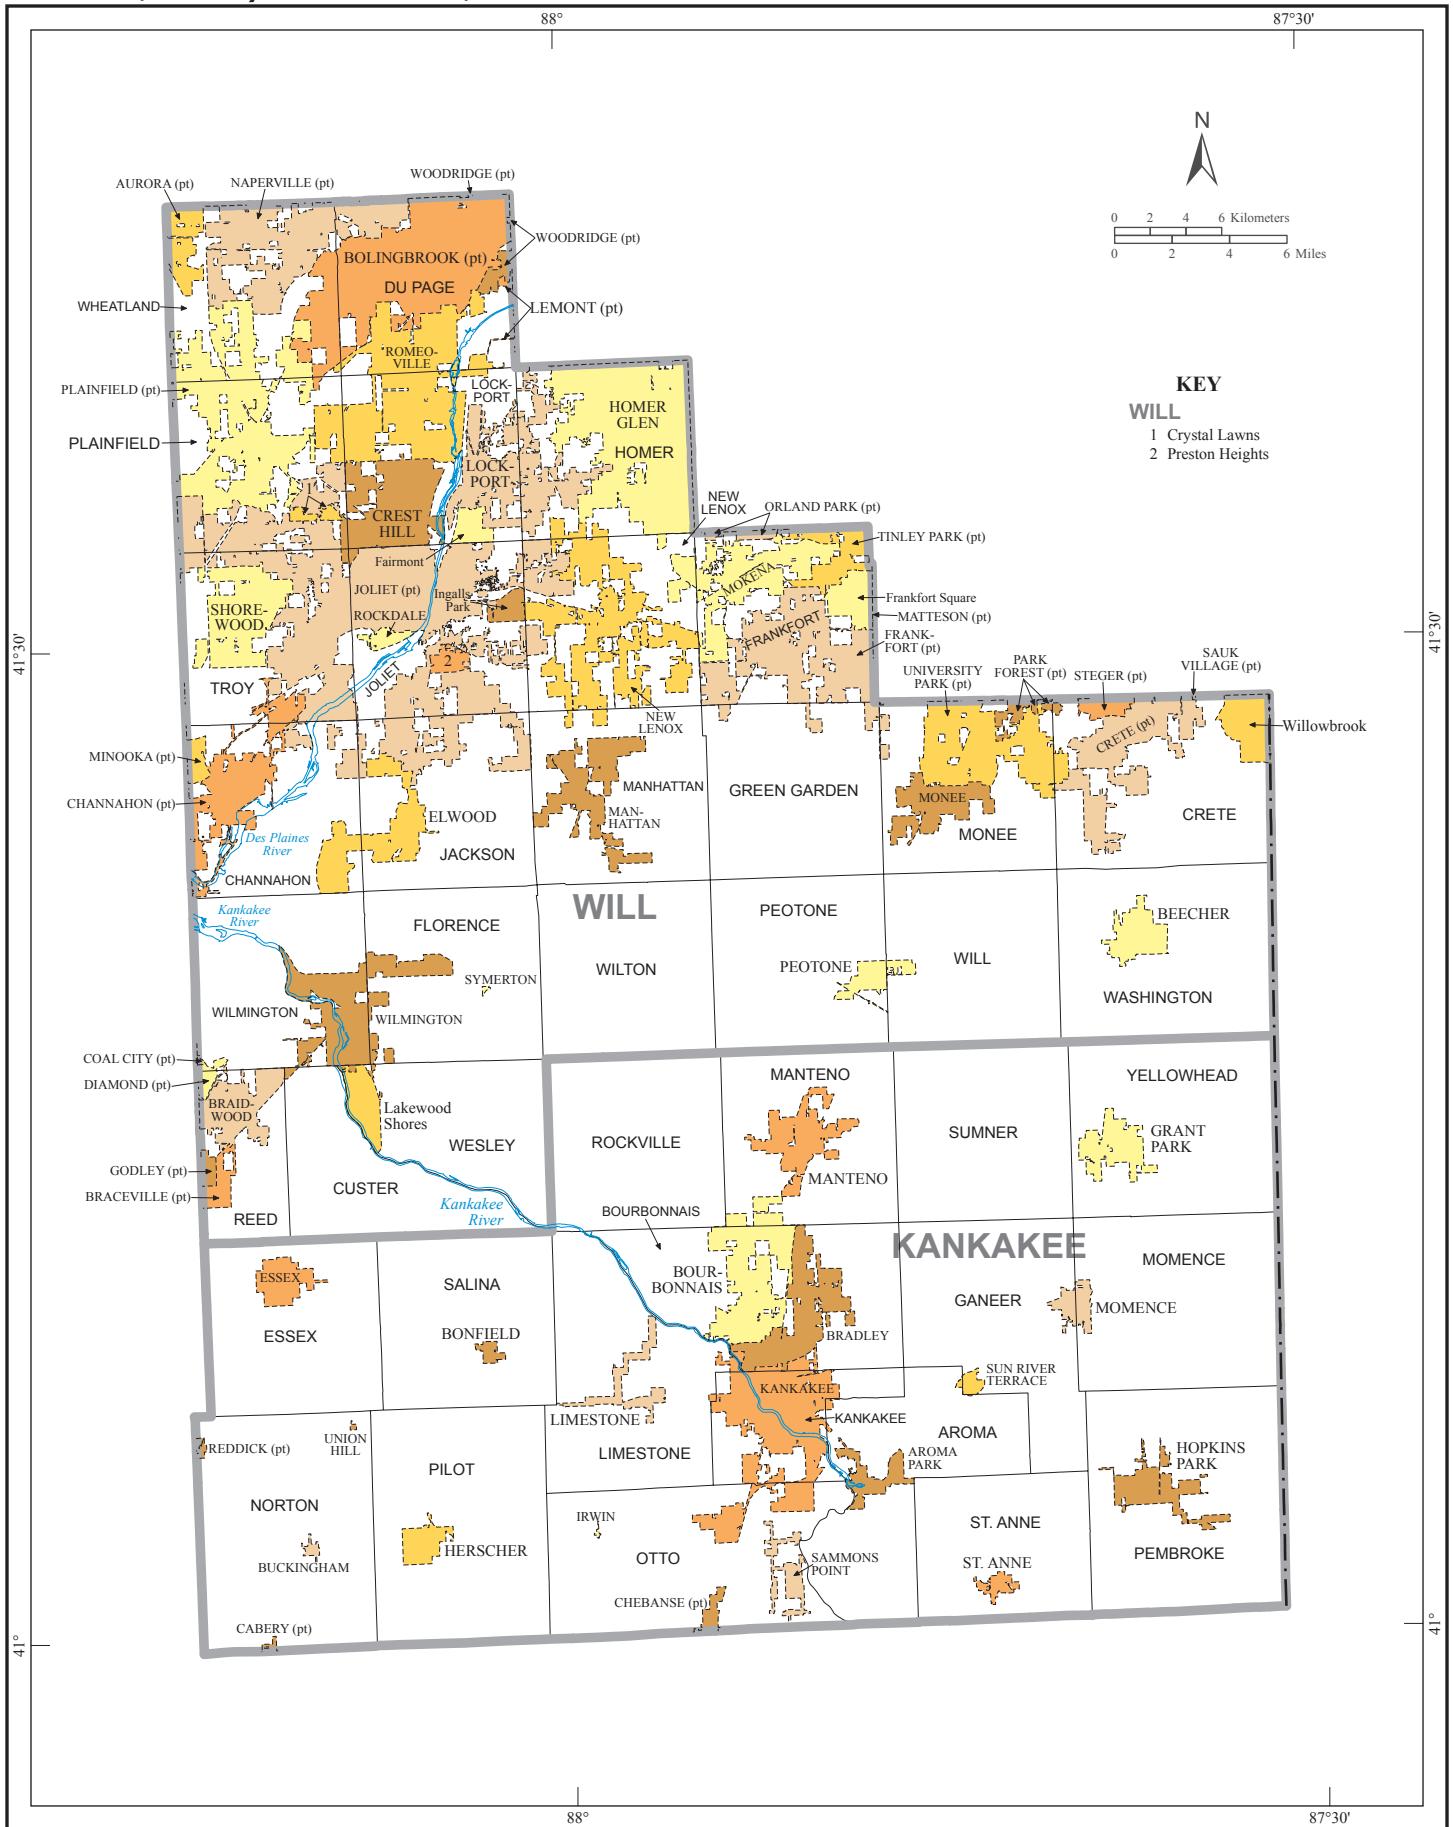 88°
87°30'
N
0 2 4 6 Kilometers
0 2 4 6 Miles
WOODRIDGE (pt)
AURORA (pt)
NAPERVILLE (pt)
WOODRIDGE (pt)
BOLINGBROOK (pt)
DU PAGE
WHEATLAND
LEMONT (pt)
ROMEO-
VILLE
PLAINFIELD (pt)
LOCK-
PORT
KEY
WILL
1 Crystal Lawns
2 Preston Heights
HOMER
GLEN
PLAINFIELD
HOMER
LOCK-
PORT
1
NEW
LENOX
ORLAND PARK (pt)
CREST
HILL
TINLEY PARK (pt)
Fairmont
MOKENA
JOLIET (pt)
Ingalls
Park
Frankfort Square
SHORE-
WOOD
ROCKDALE
MATTESON (pt)
FRANKFORT
FRANK-
FORT (pt)
41°30'
41°30'
2
UNIVERSITY
PARK (pt)
PARK
FOREST (pt)
STEGER (pt)
SAUK
VILLAGE (pt)
TROY
JOLIET
NEW
LENOX
CRETE (pt)
Willowbrook
MINOOKA (pt)
MANHATTAN
GREEN GARDEN
MONEE
CHANNAHON (pt)
ELWOOD
MAN-
HATTAN
MONEE
CRETE
Des Plaines
River
JACKSON
CHANNAHON
Kankakee
River
WILL
PEOTONE
BEECHER
FLORENCE
WILTON
PEOTONE
WILL
SYMERTON
WASHINGTON
WILMINGTON
WILMINGTON
COAL CITY (pt)
DIAMOND (pt)
MANTENO
YELLOWHEAD
BRAID-
WOOD
Lakewood
Shores
WESLEY
ROCKVILLE
SUMNER
GRANT
PARK
GODLEY (pt)
BRACEVILLE (pt)
CUSTER
MANTENO
REED
Kankakee
River
BOURBONNAIS
KANKAKEE
MOMENCE
ESSEX
SALINA
BOUR-
BONNAIS
GANEER
MOMENCE
ESSEX
BONFIELD
BRADLEY
SUN RIVER
TERRACE
KANKAKEE
LIMESTONE
KANKAKEE
UNION
HILL
REDDICK (pt)
LIMESTONE
AROMA
AROMA
PARK
HOPKINS
PARK
PILOT
NORTON
IRWIN
ST. ANNE
HERSCHER
OTTO
SAMMONS
POINT
ST. ANNE
PEMBROKE
BUCKINGHAM
CHEBANSE (pt)
CABERY (pt)
41°
41°
88°
87°30'